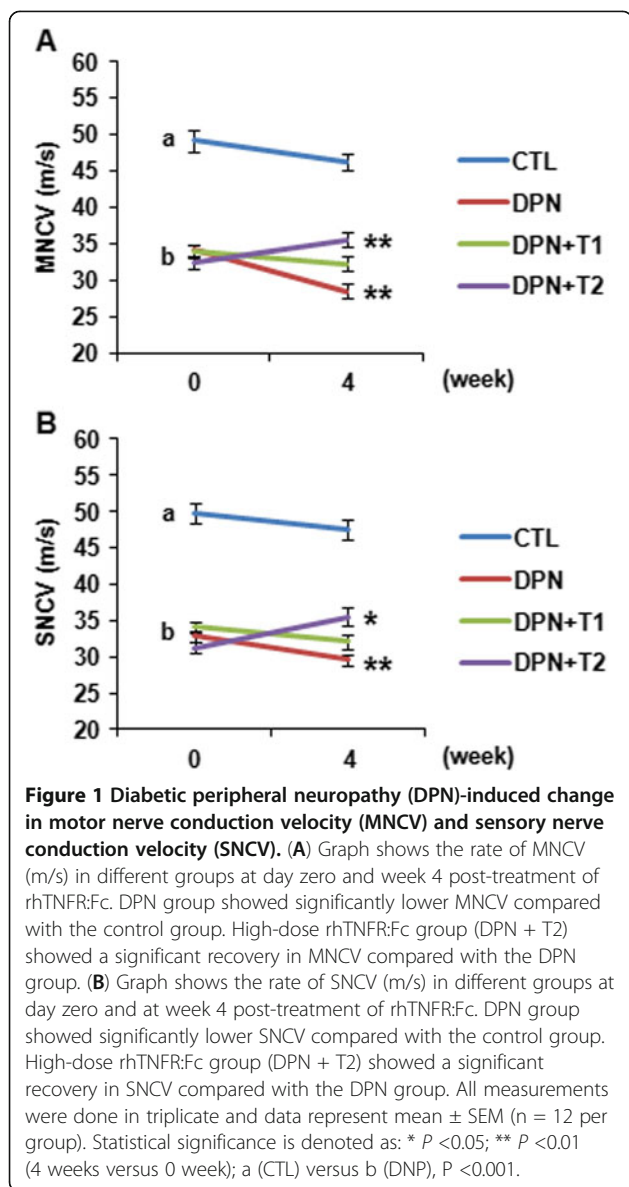 A
60
55
50
45
40
35
30
25
20
MNCV (m/s)
a
b
**
**
0
4
(week)
CTL
DPN
DPN+T1
DPN+T2
B
60
55
50
45
40
35
30
25
20
SNCV (m/s)
a
b
*
**
0
4
(week)
CTL
DPN
DPN+T1
DPN+T2
Figure 1 Diabetic peripheral neuropathy (DPN)-induced change
in motor nerve conduction velocity (MNCV) and sensory nerve
conduction velocity (SNCV). (A) Graph shows the rate of MNCV
(m/s) in different groups at day zero and week 4 post-treatment of
rhTNFR:Fc. DPN group showed significantly lower MNCV compared
with the control group. High-dose rhTNFR:Fc group (DPN + T2)
showed a significant recovery in MNCV compared with the DPN
group. (B) Graph shows the rate of SNCV (m/s) in different groups at
day zero and at week 4 post-treatment of rhTNFR:Fc. DPN group
showed significantly lower SNCV compared with the control group.
High-dose rhTNFR:Fc group (DPN + T2) showed a significant
recovery in SNCV compared with the DPN group. All measurements
were done in triplicate and data represent mean ± SEM (n = 12 per
group). Statistical significance is denoted as: * P <0.05; ** P <0.01
(4 weeks versus 0 week); a (CTL) versus b (DNP), P <0.001.